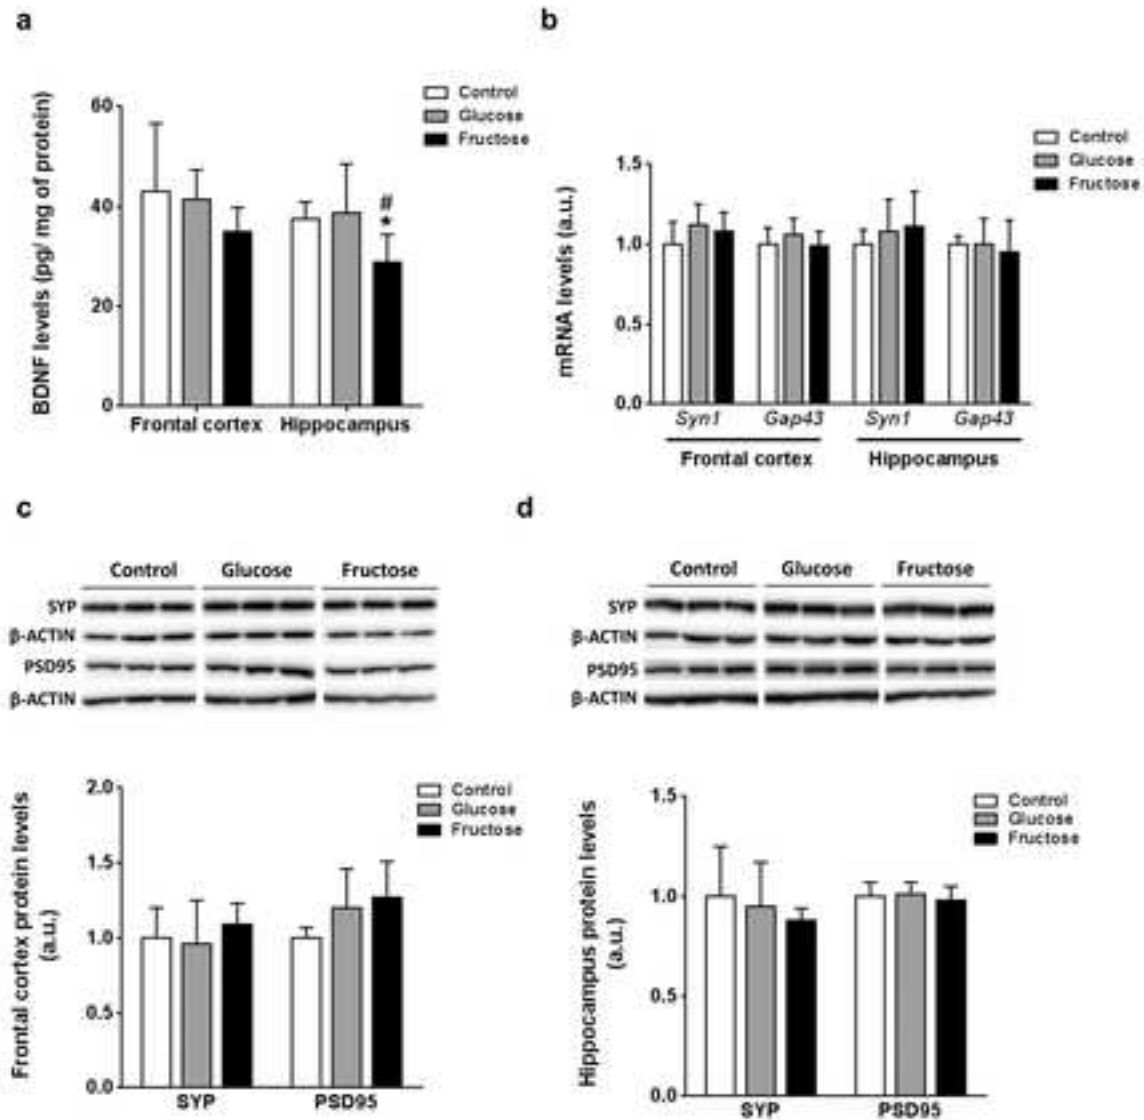 a
Control
Glucose
Fructose
BDNF levels (pg/ mg of protein)
60
40
20
0
#
*
Frontal cortex Hippocampus
b
Control
Glucose
Fructose
mRNA levels (a.u.)
1.5
1.0
0.5
0.0
Syn1 Gap43 Syn1 Gap43
Frontal cortex Hippocampus
c
Control Glucose Fructose
SYP
β-ACTIN
PSD95
β-ACTIN
Control
Glucose
Fructose
Frontal cortex protein levels
(a.u.)
2.0
1.5
1.0
0.5
0.0
SYP PSD95
d
Control Glucose Fructose
SYP
β-ACTIN
PSD95
β-ACTIN
Control
Glucose
Fructose
Hippocampus protein levels
(a.u.)
1.5
1.0
0.5
0.0
SYP PSD95